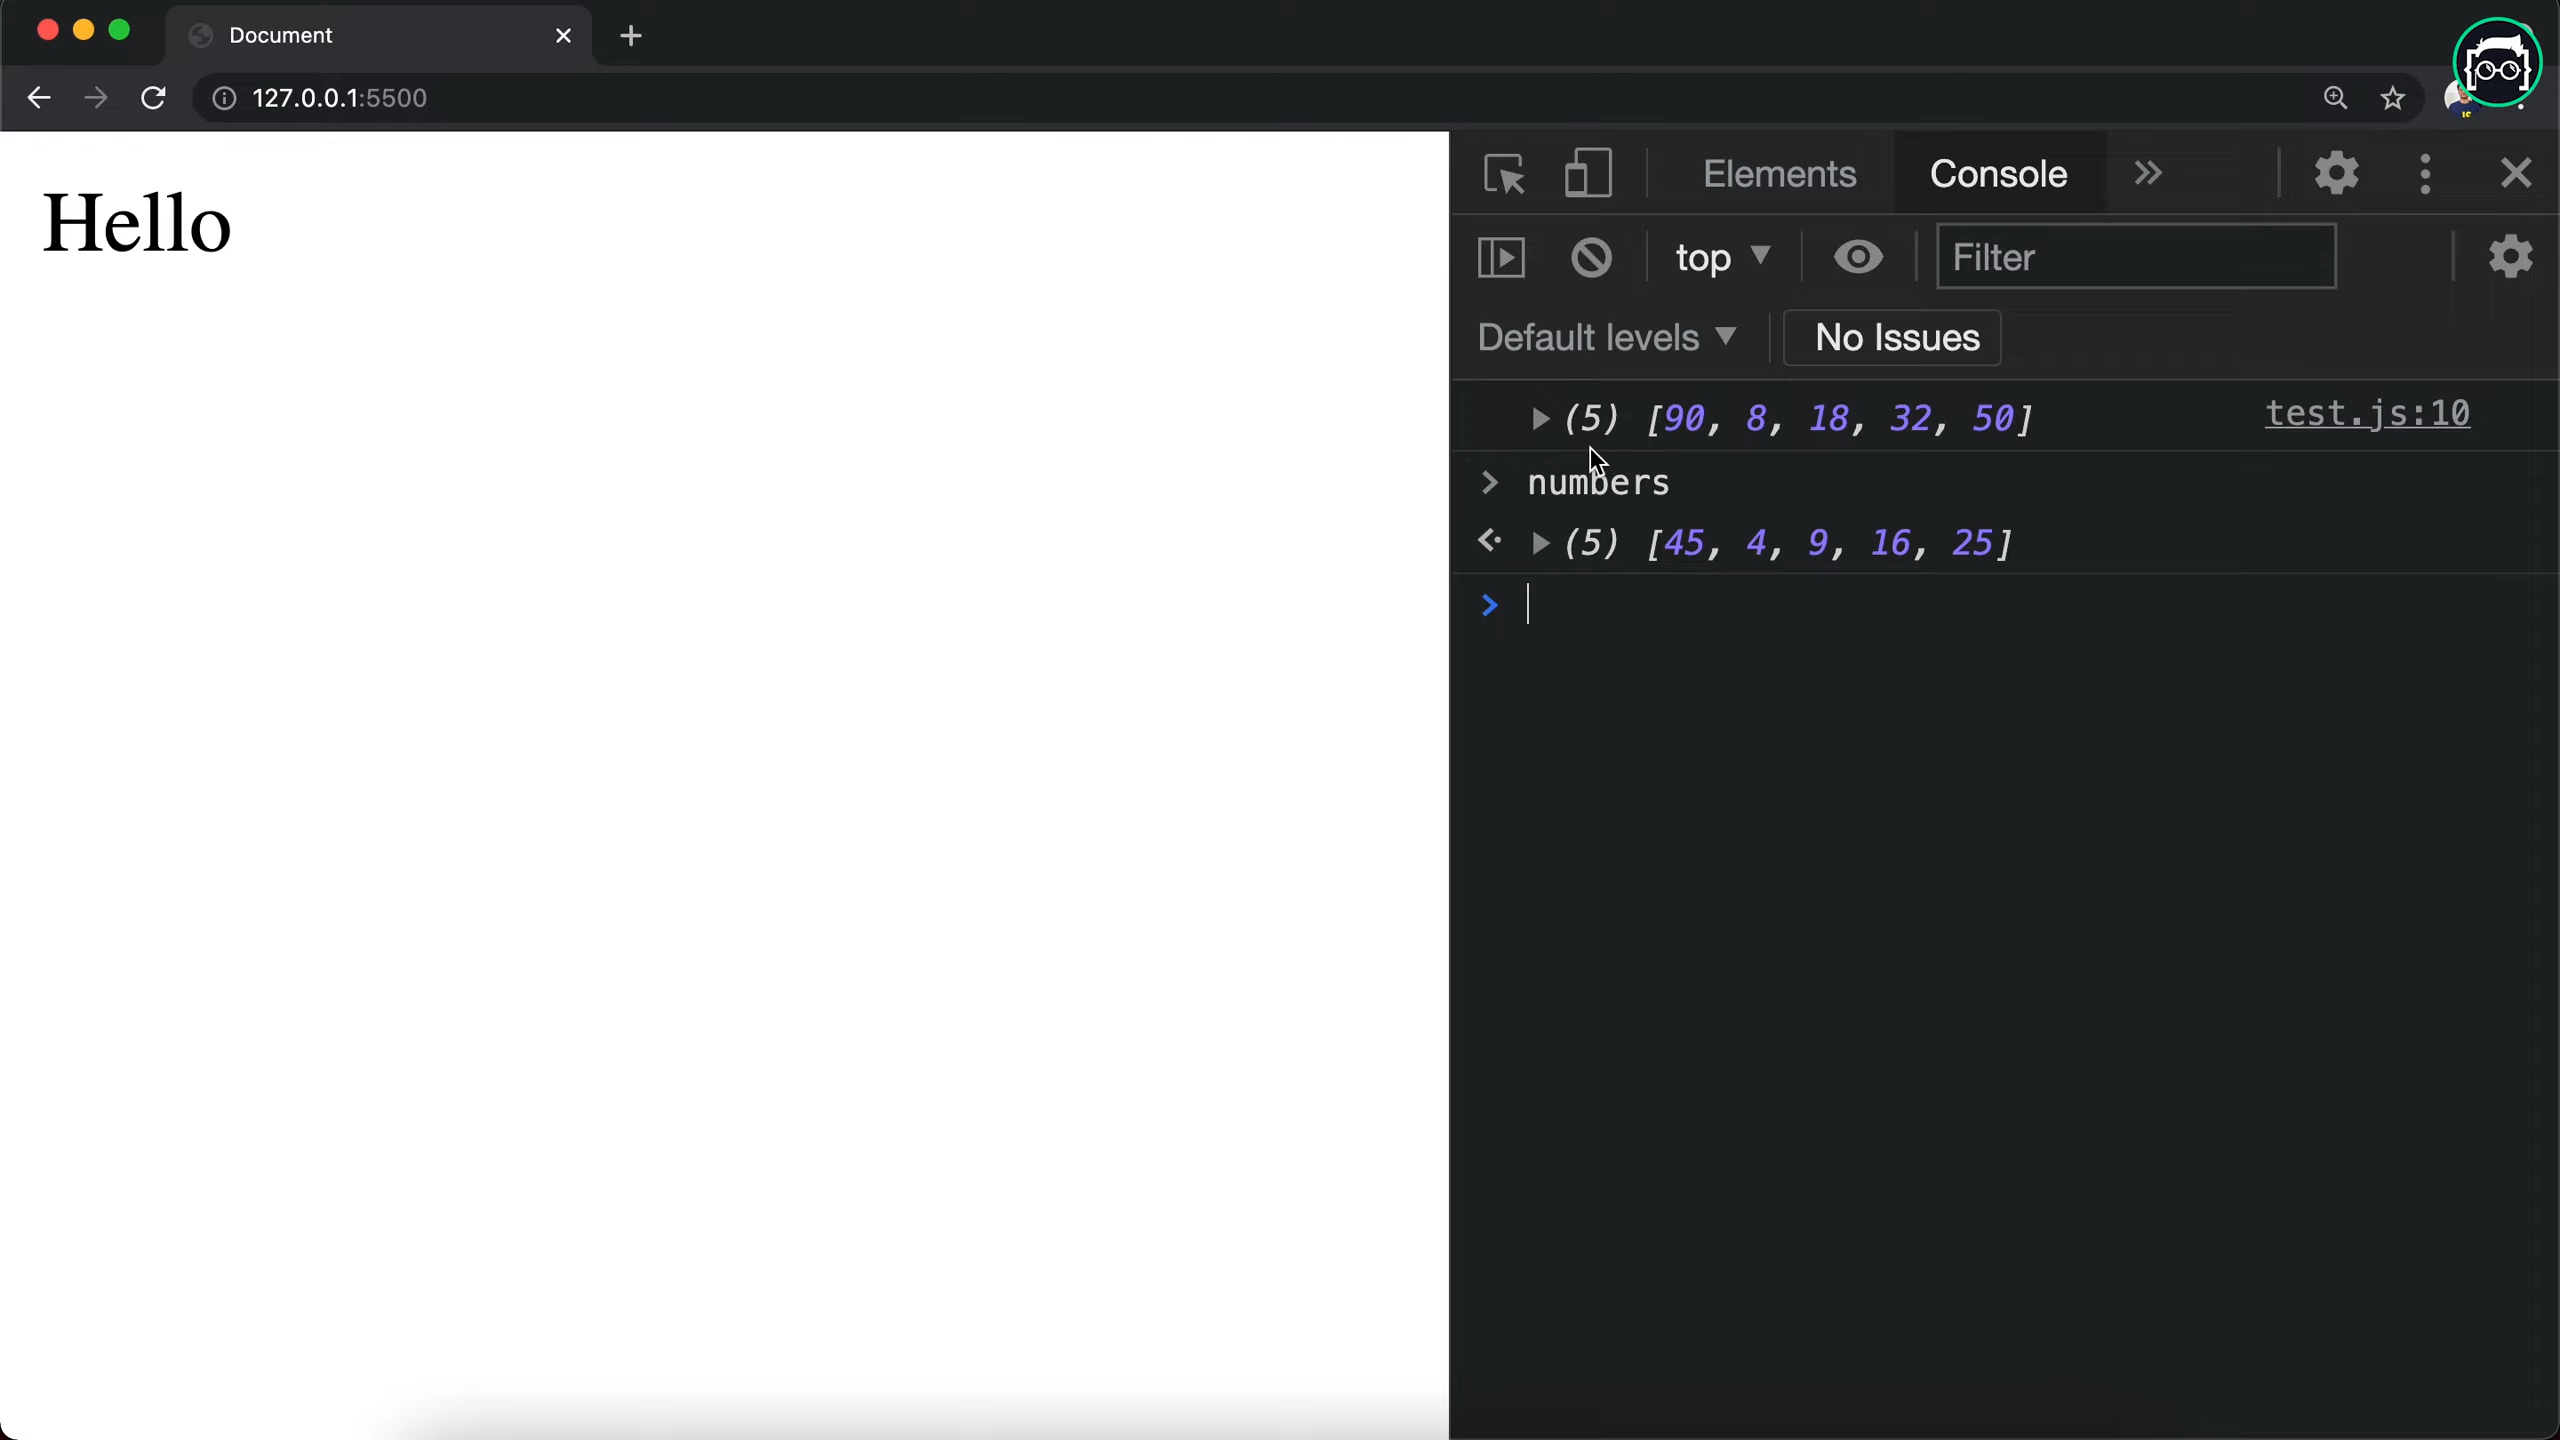 Document
127.0.0.1:5500
Hello
Elements Console
top Filter
Default levels No Issues
(5) [90, 8, 18, 32, 50] test.js:10
numbers
(5) [45, 4, 9, 16, 25]